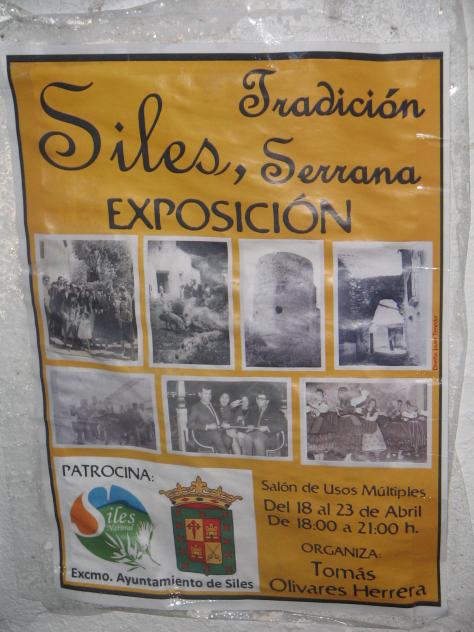 Siles,
Tradición
Serrana
EXPOSICIÓN
PATROCINA:
Siles
Natural
Excmo. Ayuntamiento de Siles
Salón de Usos Múltiples
Del 18 al 23 de Abril
De 18:00 a 21:00 h.
ORGANIZA:
Tomás
Olivares Herrera